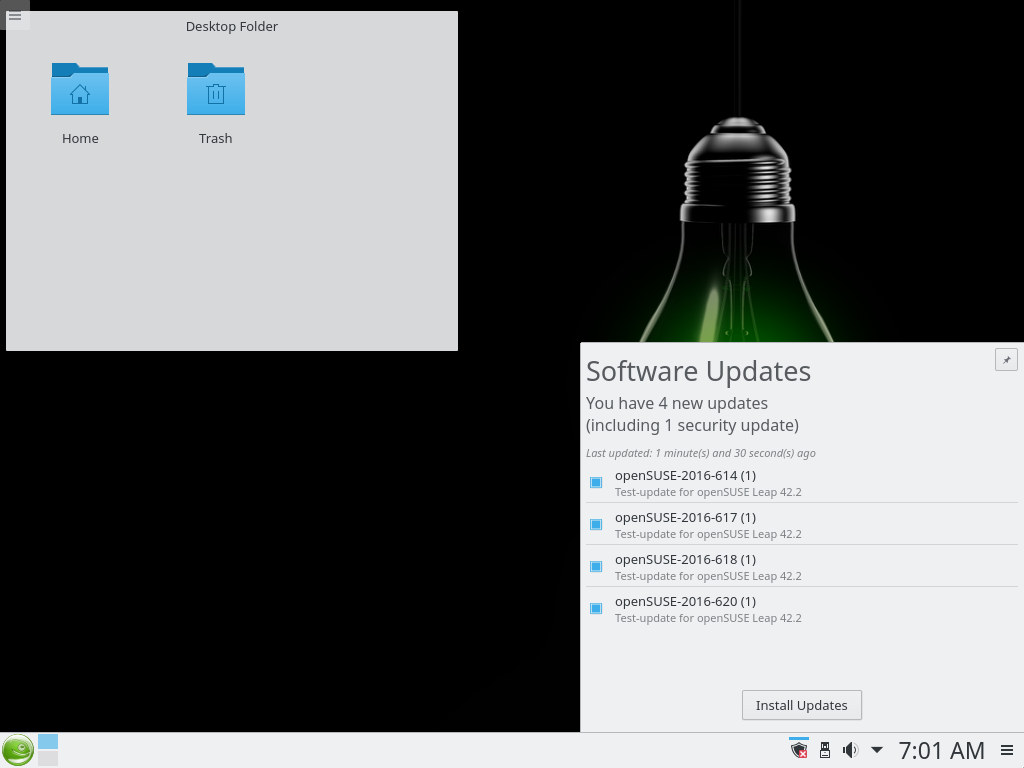 Desktop Folder
Home
Trash
Software Updates
You have 4 new updates
(including 1 security update)
Last updated: 1 minute(s) and 30 second(s) ago
openSUSE-2016-614 (1)
Test-update for openSUSE Leap 42.2
openSUSE-2016-617 (1)
Test-update for openSUSE Leap 42.2
openSUSE-2016-618 (1)
Test-update for openSUSE Leap 42.2
openSUSE-2016-620 (1)
Test-update for openSUSE Leap 42.2
Install Updates
7:01 AM